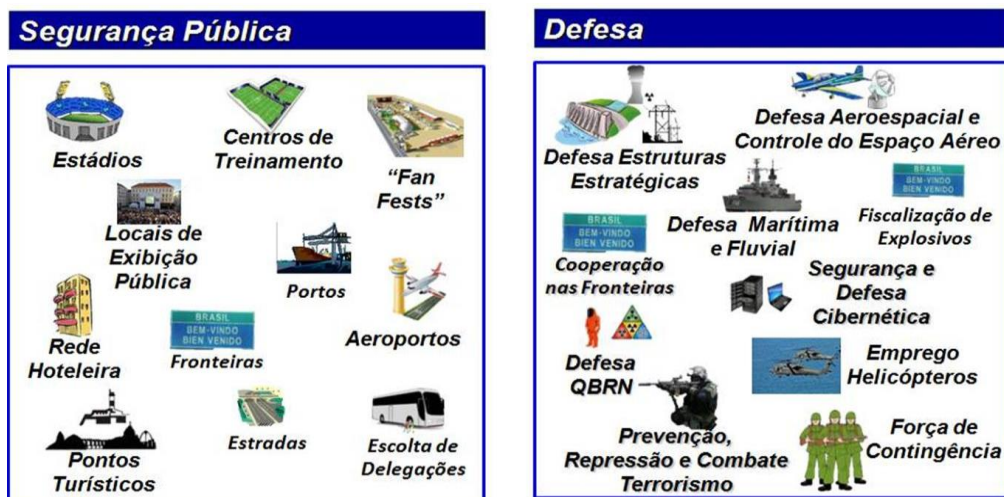 Segurança Pública
Estádios
Centros de
Treinamento
“Fan
Fests”
Locais de
Exibição
Pública
Portos
Aeroportos
Rede
Hoteleira
BRASIL
BEM-VINDO
BIEN VENIDO
Fronteiras
Pontos
Turísticos
Estradas
Escolta de
Delegações
Defesa
Defesa Estruturas
Estratégicas
Defesa Aeroespacial e
Controle do Espaço Aéreo
BRASIL
BEM-VINDO
BIEN VENIDO
Cooperação
nas Fronteiras
Defesa Marítima
e Fluvial
BRASIL
BEM-VINDO
BIEN VENIDO
Fiscalização de
Explosivos
Segurança e
Defesa
Cibernética
Defesa
QBRN
Emprego
Helicópteros
Prevenção,
Repressão e Combate
Terrorismo
Força de
Contingência